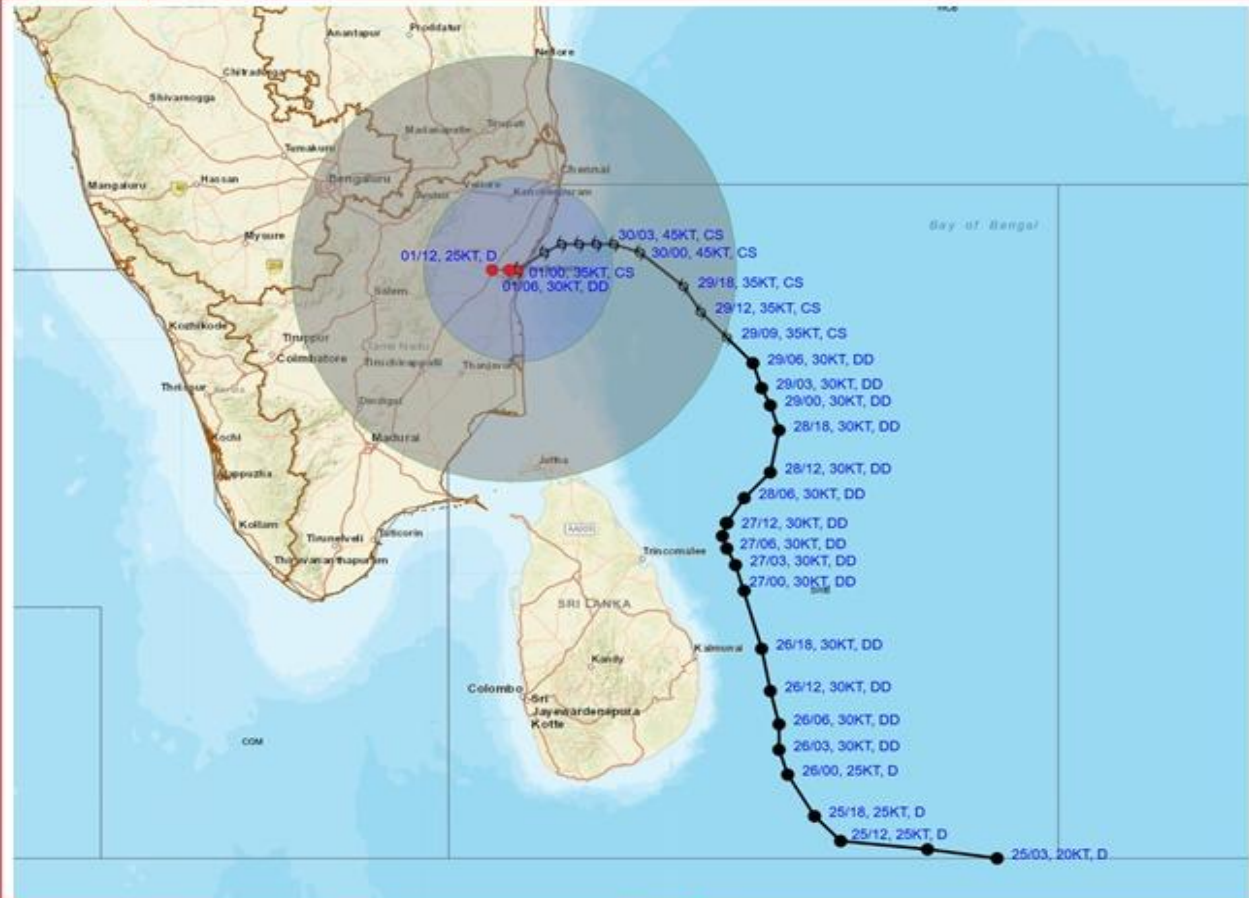 Anantapur
Proddatur
Nellore
Chitradurga
Shivamogga
Madanapalle
Tirupati
Tumakuru
Chennai
Mangaluru
Hassan
Bengaluru
Vellore
Kancheepuram
Bay of Bengal
Mysore
30/03, 45KT, CS
30/00, 45KT, CS
01/12, 25KT, D
01/00, 35KT, CS
01/06, 30KT, DD
29/18, 35KT, CS
Salem
29/12, 35KT, CS
Kozhikode
29/09, 35KT, CS
Tiruppur
Coimbatore
Tamil Nadu
Tiruchirappalli
Thanjavur
29/06, 30KT, DD
Thrissur
Kerala
29/03, 30KT, DD
29/00, 30KT, DD
Dindigul
28/18, 30KT, DD
Kochi
Madurai
Jaffna
28/12, 30KT, DD
Alappuzha
28/06, 30KT, DD
Kollam
27/12, 30KT, DD
Tirunelveli
Tuticorin
27/06, 30KT, DD
Trincomalee
Thiruvananthapuram
27/03, 30KT, DD
27/00, 30KT, DD
SRI LANKA
26/18, 30KT, DD
Kalmunai
Kandy
26/12, 30KT, DD
Colombo
Sri
Jayewardenepura
Kotte
26/06, 30KT, DD
COM
26/03, 30KT, DD
26/00, 25KT, D
25/18, 25KT, D
25/12, 25KT, D
25/03, 20KT, D